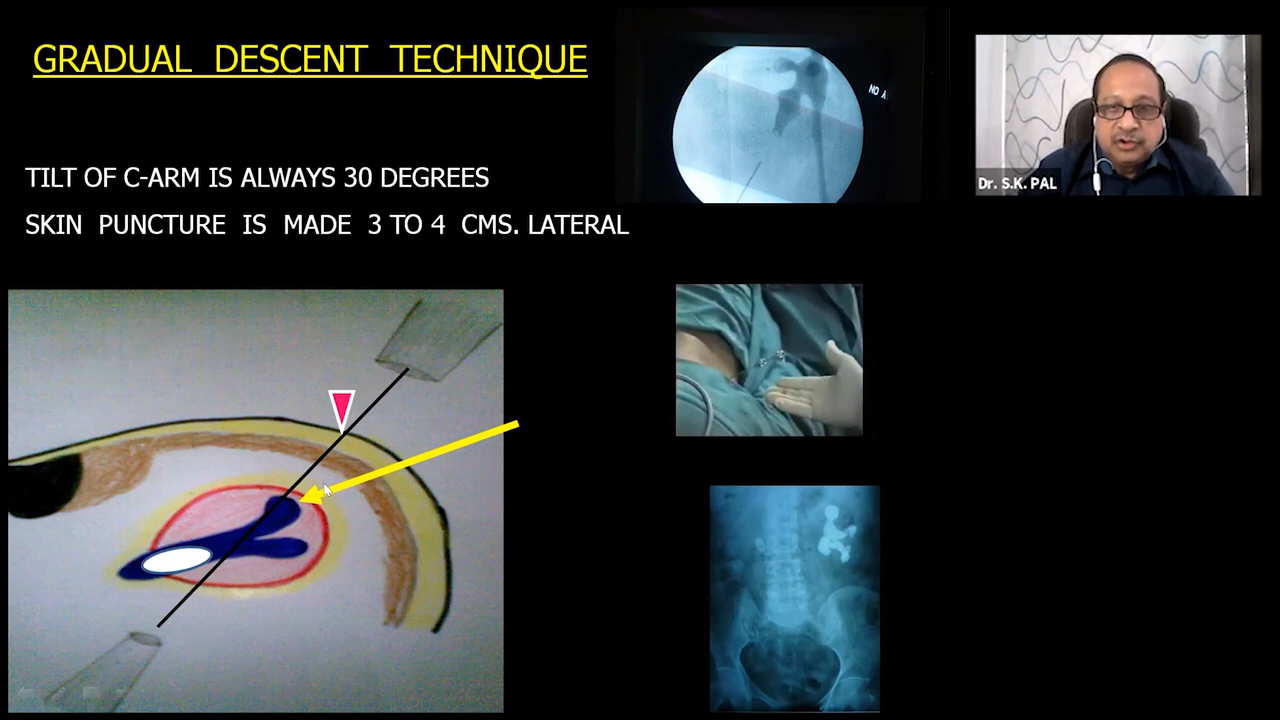 GRADUAL DESCENT TECHNIQUE
NO A
Dr. S.K. PAL
TILT OF C-ARM IS ALWAYS 30 DEGREES
SKIN PUNCTURE IS MADE 3 TO 4 CMS. LATERAL